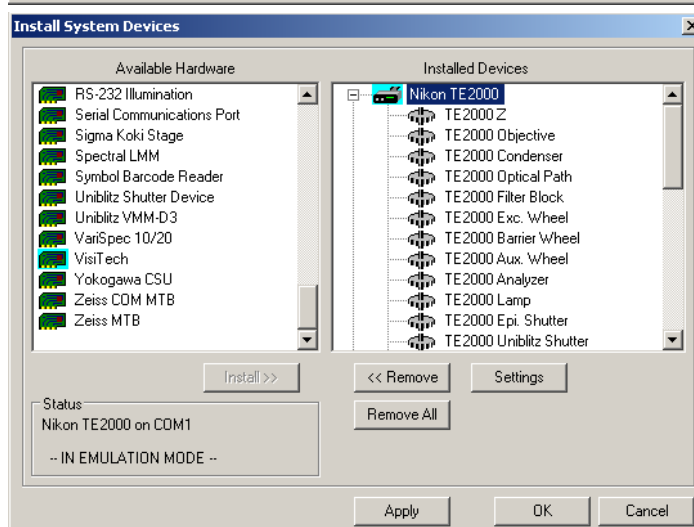 Install System Devices
Available Hardware
RS-232 Illumination
Serial Communications Port
Sigma Koki Stage
Spectral LMM
Symbol Barcode Reader
Uniblitz Shutter Device
Uniblitz VMM-D3
VariSpec 10/20
VisiTech
Yokogawa CSU
Zeiss COM MTB
Zeiss MTB
Installed Devices
Nikon TE2000
TE2000 Z
TE2000 Objective
TE2000 Condenser
TE2000 Optical Path
TE2000 Filter Block
TE2000 Exc. Wheel
TE2000 Barrier Wheel
TE2000 Aux. Wheel
TE2000 Analyzer
TE2000 Lamp
TE2000 Epi. Shutter
TE2000 Uniblitz Shutter
Install >>
<< Remove
Settings
Remove All
Status
Nikon TE2000 on COM1
-- IN EMULATION MODE --
Apply
OK
Cancel